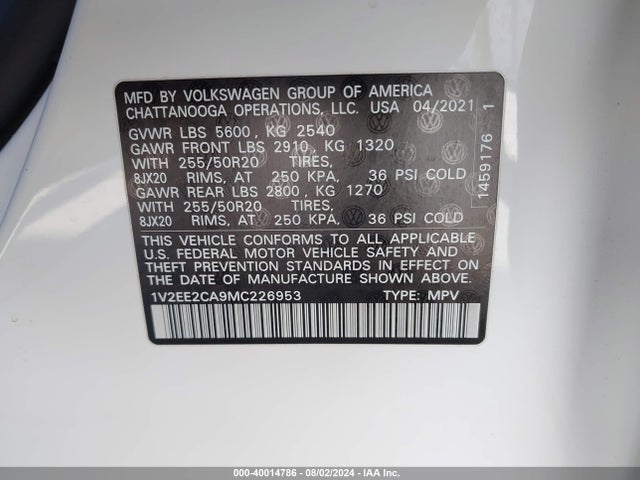 MFD BY VOLKSWAGEN GROUP OF AMERICA
CHATTANOOGA OPERATIONS, LLC. USA 04/2021
GVWR LBS 5600, KG 2540
GAWR FRONT LBS 2910, KG 1320
WITH 255/50R20 TIRES,
8JX20 RIMS, AT 250 KPA, 36 PSI COLD
GAWR REAR LBS 2800, KG 1270
WITH 255/50R20 TIRES,
8JX20 RIMS, AT 250 KPA, 36 PSI COLD
THIS VEHICLE CONFORMS TO ALL APPLICABLE
U.S. FEDERAL MOTOR VEHICLE SAFETY AND
THEFT PREVENTION STANDARDS IN EFFECT ON
THE DATE OF MANUFACTURE SHOWN ABOVE.
1V2EE2CA9MC226953 TYPE: MPV
1459176 1
000-40014786 - 08/02/2024 - IAA Inc.